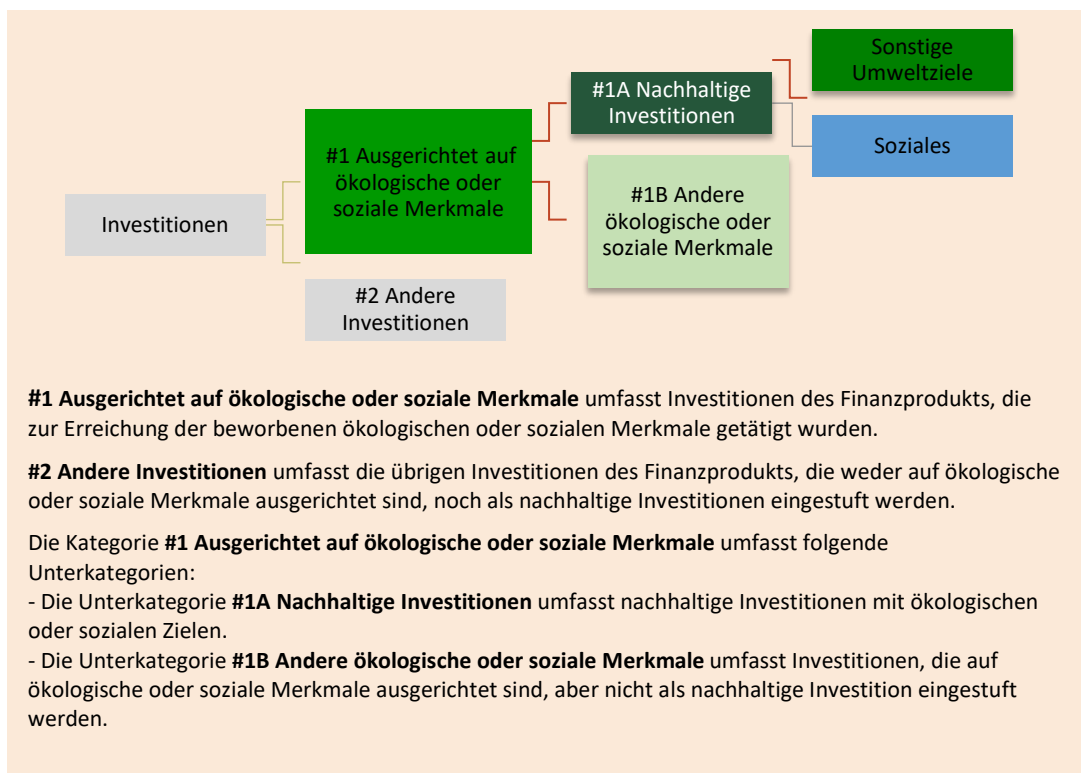 Sonstige
Umweltziele
#1A Nachhaltige
Investitionen
#1 Ausgerichtet auf
ökologische oder
soziale Merkmale
Soziales
#1B Andere
ökologische oder
soziale Merkmale
Investitionen
#2 Andere
Investitionen
#1 Ausgerichtet auf ökologische oder soziale Merkmale umfasst Investitionen des Finanzprodukts, die
zur Erreichung der beworbenen ökologischen oder sozialen Merkmale getätigt wurden.
#2 Andere Investitionen umfasst die übrigen Investitionen des Finanzprodukts, die weder auf ökologische
oder soziale Merkmale ausgerichtet sind, noch als nachhaltige Investitionen eingestuft werden.
Die Kategorie #1 Ausgerichtet auf ökologische oder soziale Merkmale umfasst folgende
Unterkategorien:
- Die Unterkategorie #1A Nachhaltige Investitionen umfasst nachhaltige Investitionen mit ökologischen
oder sozialen Zielen.
- Die Unterkategorie #1B Andere ökologische oder soziale Merkmale umfasst Investitionen, die auf
ökologische oder soziale Merkmale ausgerichtet sind, aber nicht als nachhaltige Investition eingestuft
werden.